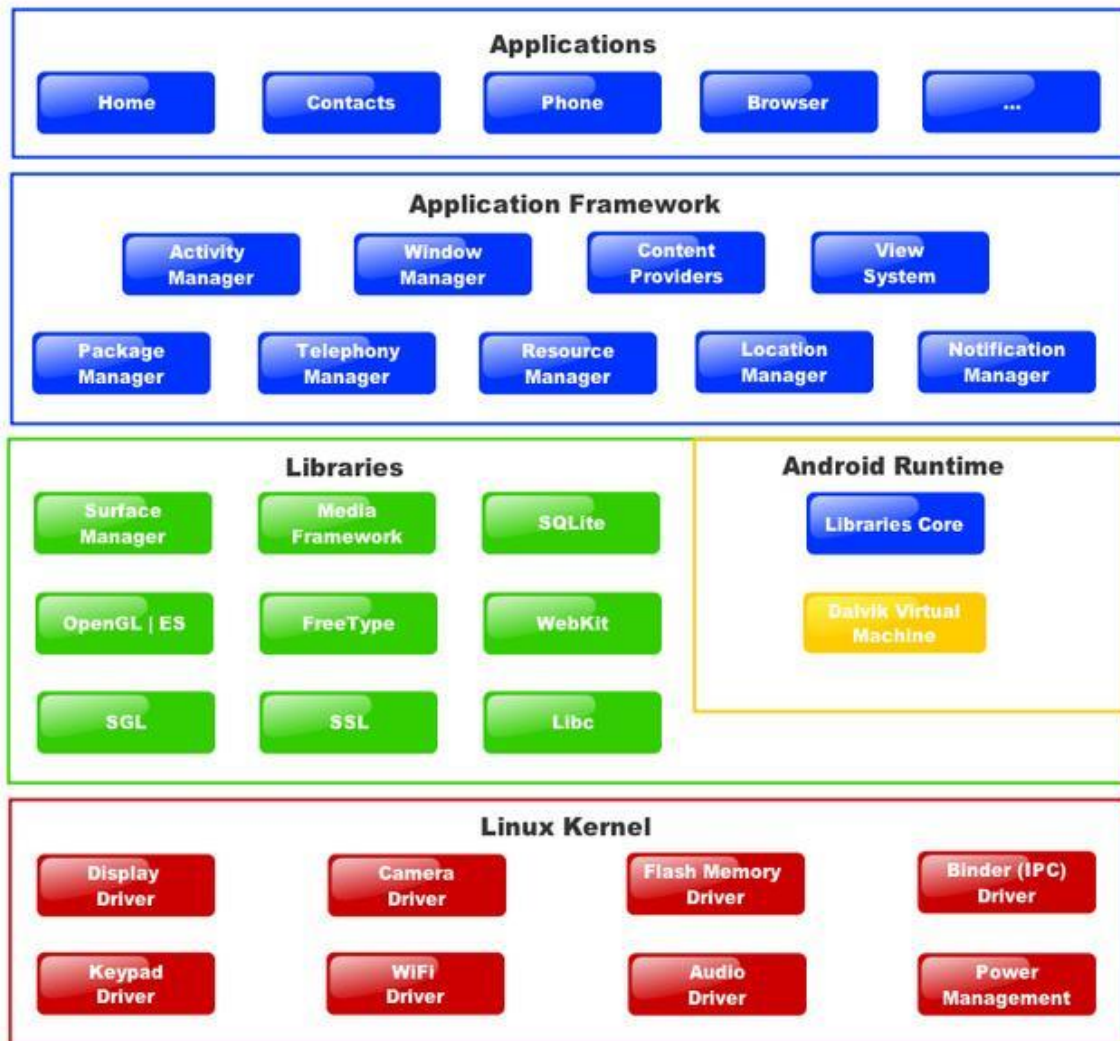 Applications
Home
Contacts
Phone
Browser
...
Application Framework
Activity
Manager
Window
Manager
Content
Providers
View
System
Package
Manager
Telephony
Manager
Resource
Manager
Location
Manager
Notification
Manager
Libraries
Surface
Manager
Media
Framework
SQLite
OpenGL | ES
FreeType
WebKit
SGL
SSL
Libc
Android Runtime
Libraries Core
Dalvik Virtual
Machine
Linux Kernel
Display
Driver
Camera
Driver
Flash Memory
Driver
Binder (IPC)
Driver
Keypad
Driver
WiFi
Driver
Audio
Driver
Power
Management